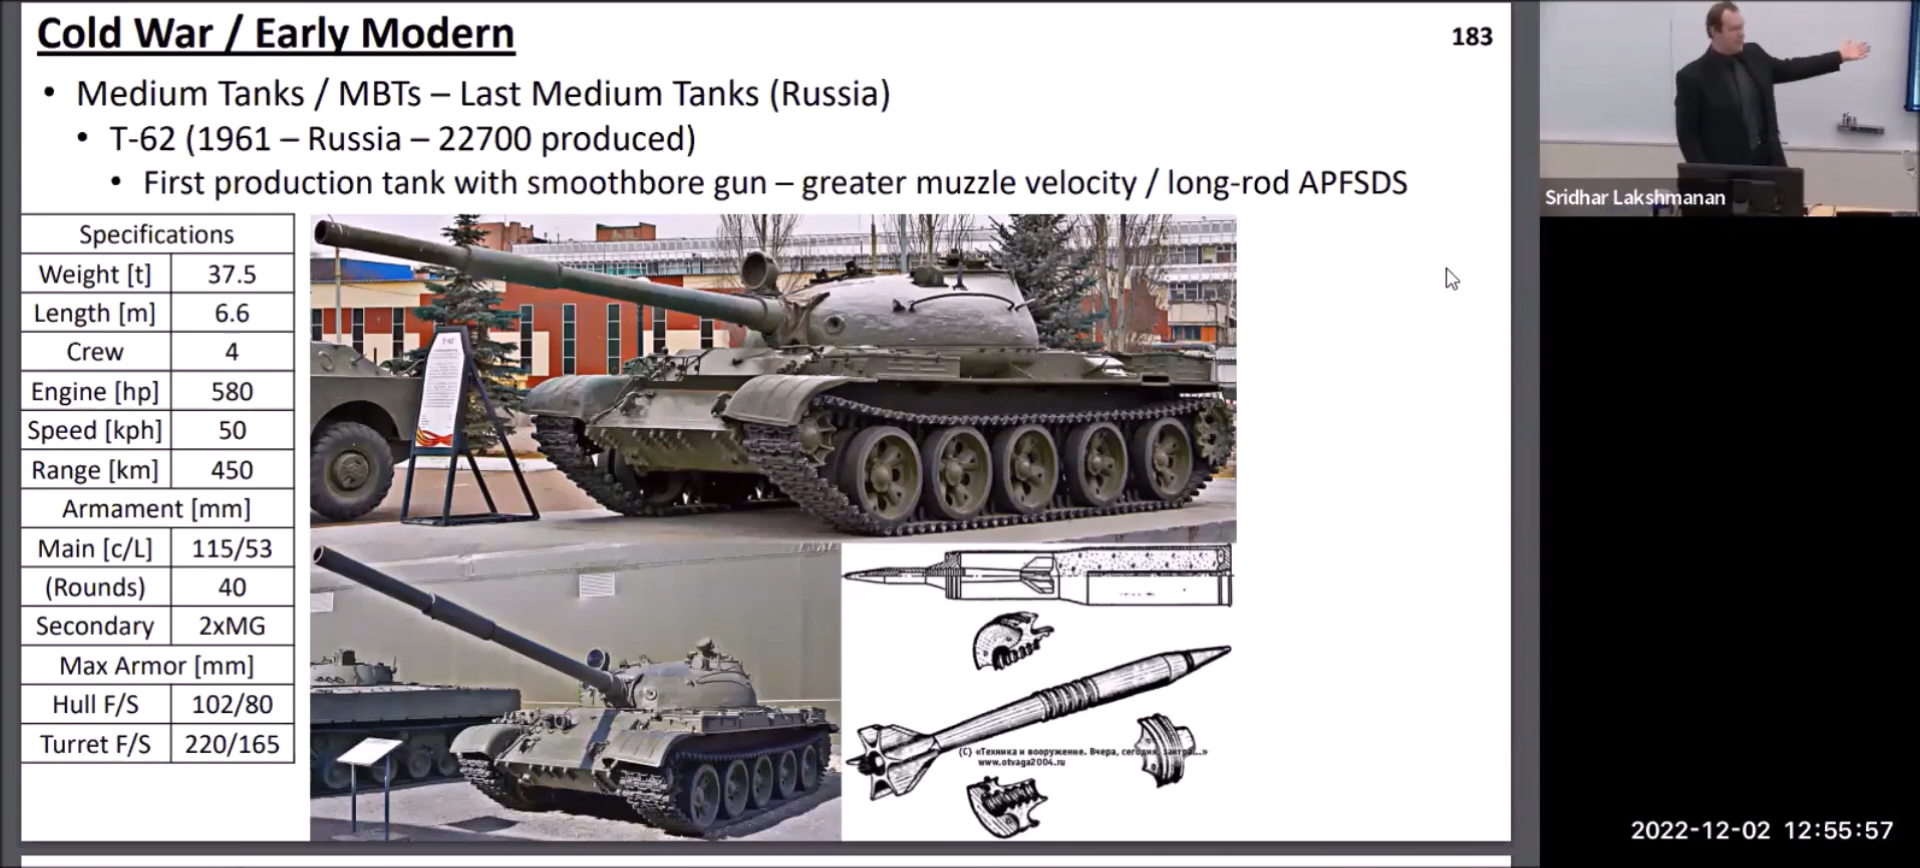 Cold War / Early Modern
183
• Medium Tanks / MBTs – Last Medium Tanks (Russia)
• T-62 (1961 – Russia – 22700 produced)
• First production tank with smoothbore gun – greater muzzle velocity / long-rod APFSDS
Specifications
Weight [t] 37.5
Length [m] 6.6
Crew 4
Engine [hp] 580
Speed [kph] 50
Range [km] 450
Armament [mm]
Main [c/L] 115/53
(Rounds) 40
Secondary 2xMG
Max Armor [mm]
Hull F/S 102/80
Turret F/S 220/165
(C) «Техника и вооружение. Вчера, сегодня, завтра...»
www.otvaga2004.ru
Sridhar Lakshmanan
2022-12-02 12:55:57